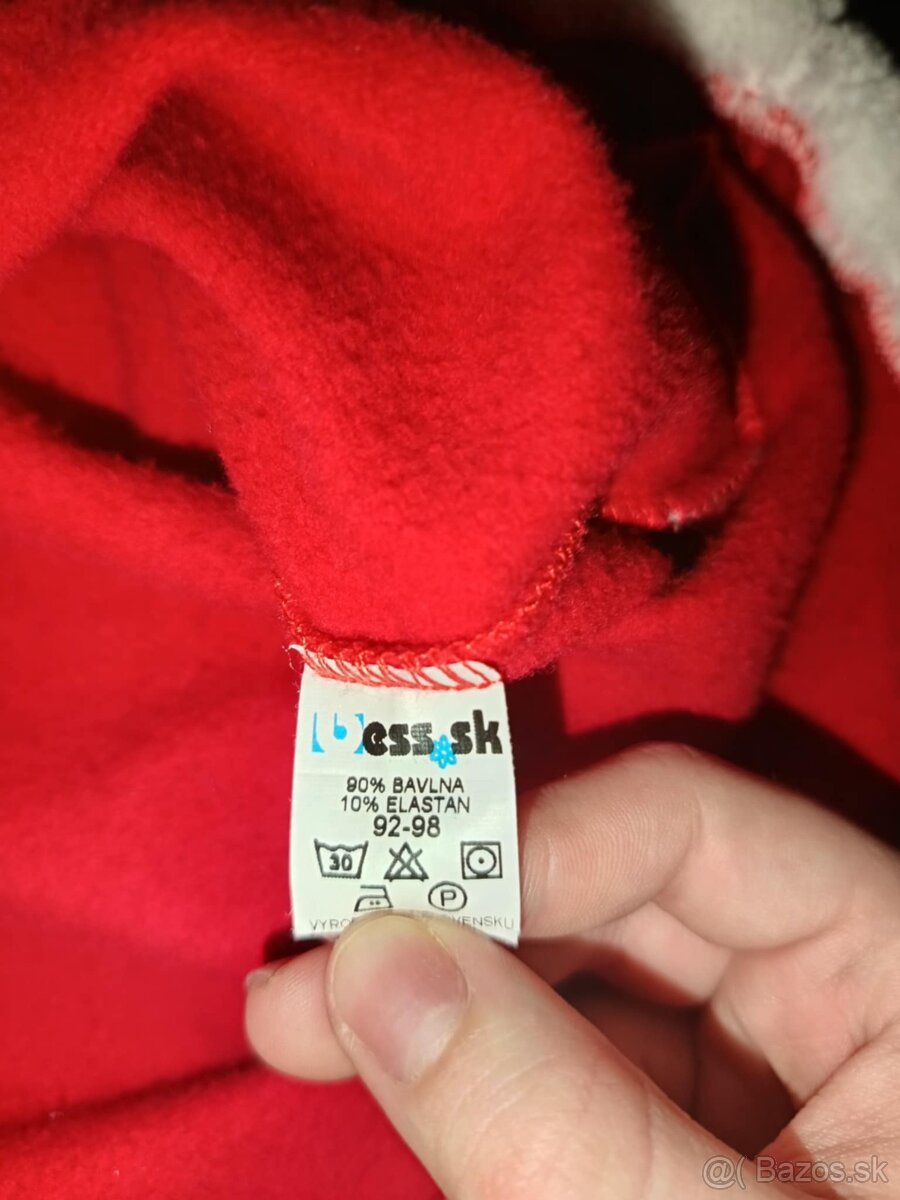 bess.sk
90% BAVLNA
10% ELASTAN
92-98
30
P
@( Bazos.sk